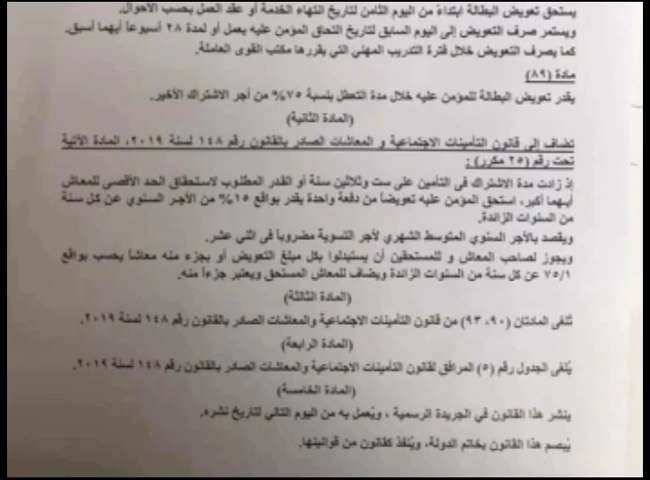 يستحق تعويض البطالة ابتداءً من اليوم الثامن لتاريخ انتهاء الخدمة أو عقد العمل بحسب الأحوال.
ويستمر صرف التعويض إلى اليوم السابق لتاريخ التحاق المؤمن عليه بعمل أو لمدة ٢٨ أسبوعاً أيهما أسبق.
كما يصرف التعويض خلال فترة التدريب المهني التي يقررها مكتب القوى العاملة.
مادة (٨٩)
يقدر تعويض البطالة للمؤمن عليه خلال مدة التعطل بنسبة ٧٥% من أجر الاشتراك الأخير.
(المادة الثانية)
تضاف إلى قانون التأمينات الاجتماعية و المعاشات الصادر بالقانون رقم ١٤٨ لسنة ٢٠١٩، المادة الآتية
تحت رقم (٢٥ مكرر) :
إذ زادت مدة الاشتراك في التأمين على ست وثلاثين سنة أو القدر المطلوب لاستحقاق الحد الأقصى للمعاش
أيهما أكبر، استحق المؤمن عليه تعويضاً من دفعة واحدة يقدر بواقع ١٥% من الأجر السنوي عن كل سنة
من السنوات الزائدة.
ويقصد بالأجر السنوي المتوسط الشهري لأجر التسوية مضروباً في اثني عشر.
ويجوز لصاحب المعاش و للمستحقين أن يستبدلوا بكل مبلغ التعويض أو بجزء منه معاشاً يحسب بواقع
٧٥/١ عن كل سنة من السنوات الزائدة ويضاف للمعاش المستحق ويعتبر جزءاً منه.
(المادة الثالثة)
تُلغى المادتان (٩٠، ٩٣) من قانون التأمينات الاجتماعية والمعاشات الصادر بالقانون رقم ١٤٨ لسنة ٢٠١٩.
(المادة الرابعة)
يُلغى الجدول رقم (٥) المرافق لقانون التأمينات الاجتماعية والمعاشات الصادر بالقانون رقم ١٤٨ لسنة ٢٠١٩.
(المادة الخامسة)
ينشر هذا القانون في الجريدة الرسمية ، ويُعمل به من اليوم التالي لتاريخ نشره.
يُبصم هذا القانون بخاتم الدولة، ويُنفذ كقانون من قوانينها.